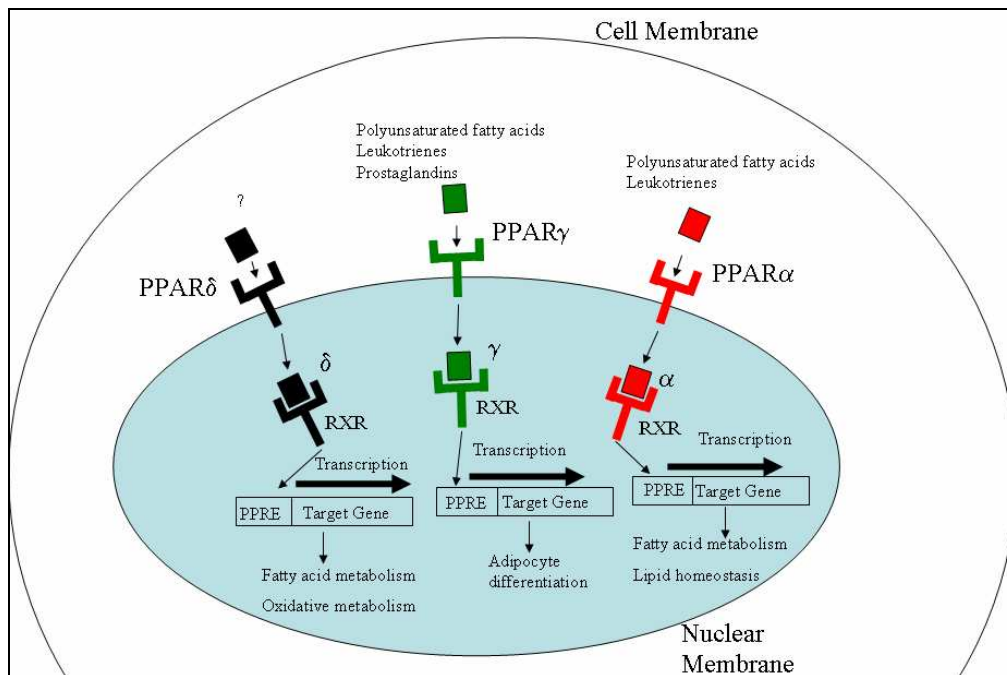 Cell Membrane
Polyunsaturated fatty acids
Leukotrienes
Prostaglandins
Polyunsaturated fatty acids
Leukotrienes
?
PPARγ
PPARδ
PPARα
δ
γ
α
RXR
RXR
RXR
Transcription
Transcription
Transcription
PPRE Target Gene
PPRE Target Gene
PPRE Target Gene
Fatty acid metabolism
Oxidative metabolism
Adipocyte
differentiation
Fatty acid metabolism
Lipid homeostasis
Nuclear
Membrane